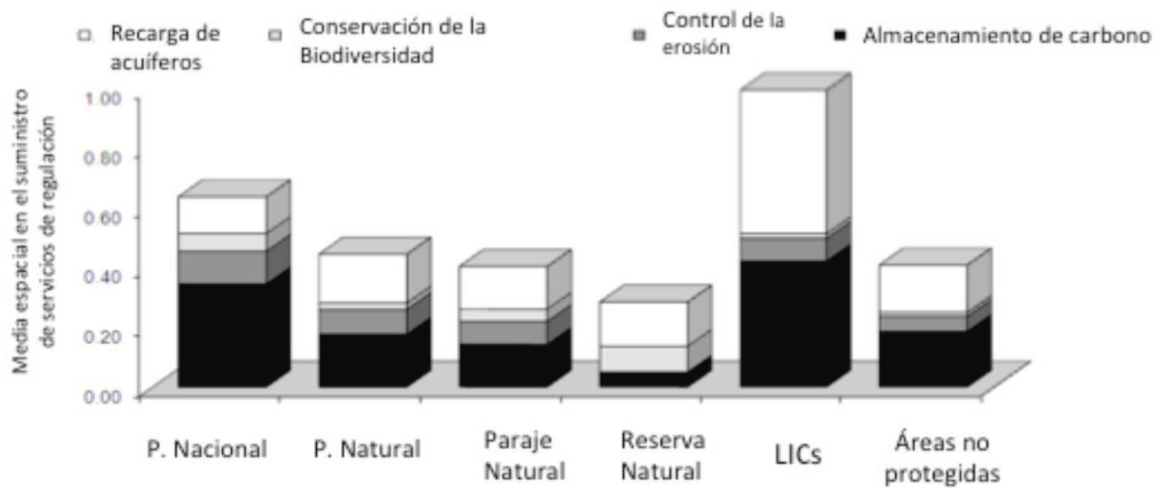 Recarga de
acuíferos
Conservación de la
Biodiversidad
Control de la
erosión
Almacenamiento de carbono
Media espacial en el suministro
de servicios de regulación
1.00
0.80
0.60
0.40
0.20
0.00
P. Nacional
P. Natural
Paraje
Natural
Reserva
Natural
LICs
Áreas no
protegidas